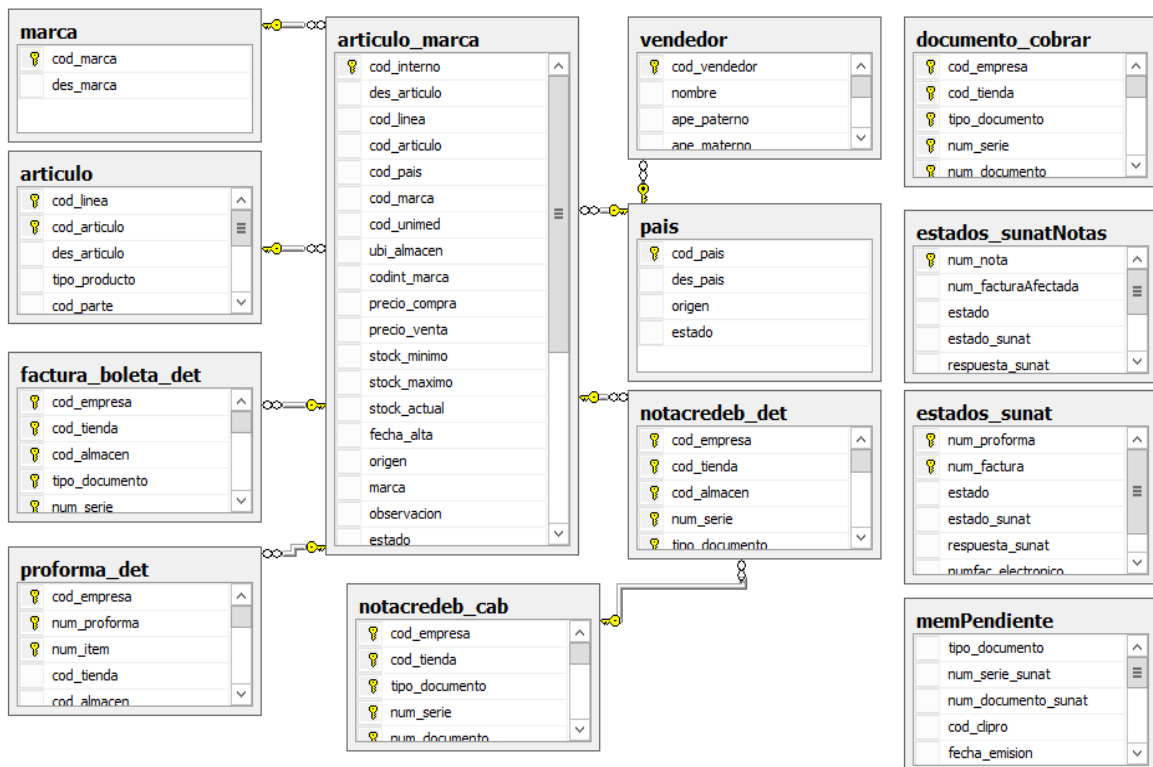 marca
cod_marca
des_marca
articulo
cod_linea
cod_articulo
des_articulo
tipo_producto
cod_parte
factura_boleta_det
cod_empresa
cod_tienda
cod_almacen
tipo_documento
num_serie
proforma_det
cod_empresa
num_proforma
num_item
cod_tienda
cod_almacen
articulo_marca
cod_interno
des_articulo
cod_linea
cod_articulo
cod_pais
cod_marca
cod_unimed
ubi_almacen
codint_marca
precio_compra
precio_venta
stock_minimo
stock_maximo
stock_actual
fecha_alta
origen
marca
observacion
estado
notacredeb_cab
cod_empresa
cod_tienda
tipo_documento
num_serie
num_documento
vendedor
cod_vendedor
nombre
ape_paterno
ape_materno
pais
cod_pais
des_pais
origen
estado
notacredeb_det
cod_empresa
cod_tienda
cod_almacen
num_serie
tipo_documento
documento_cobrar
cod_empresa
cod_tienda
tipo_documento
num_serie
num_documento
estados_sunatNotas
num_nota
num_facturaAfectada
estado
estado_sunat
respuesta_sunat
estados_sunat
num_proforma
num_factura
estado
estado_sunat
respuesta_sunat
numfac_electronico
memPendiente
tipo_documento
num_serie_sunat
num_documento_sunat
cod_clipro
fecha_emision